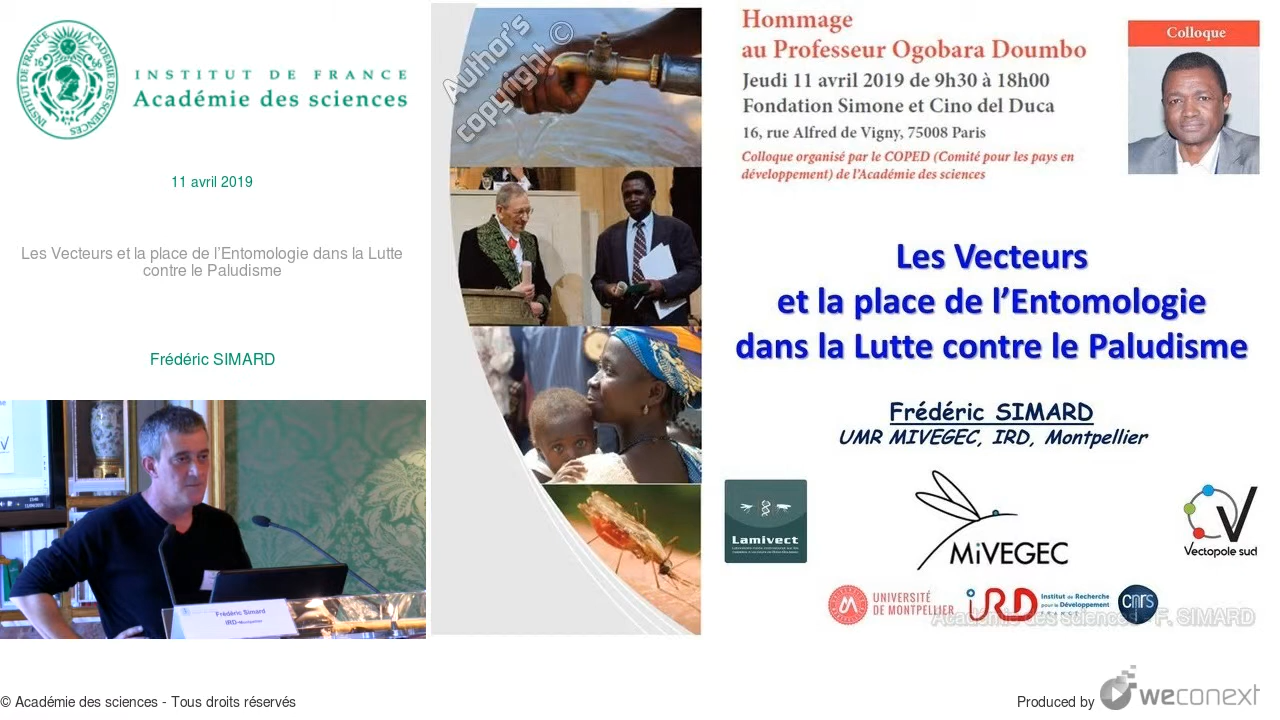 INSTITUT DE FRANCE
Académie des sciences
11 avril 2019
Les Vecteurs et la place de l'Entomologie dans la Lutte
contre le Paludisme
Frédéric SIMARD
Frédéric Simard
IRD-Montpellier
Author's
copyright ©
Hommage
au Professeur Ogobara Doumbo
Jeudi 11 avril 2019 de 9h30 à 18h00
Fondation Simone et Cino del Duca
16, rue Alfred de Vigny, 75008 Paris
Colloque organisé par le COPED (Comité pour les pays en
développement) de l'Académie des sciences
Colloque
Les Vecteurs
et la place de l'Entomologie
dans la Lutte contre le Paludisme
Frédéric SIMARD
UMR MIVEGEC, IRD, Montpellier
Lamivect
MiVEGEC
Vectopole sud
UNIVERSITÉ
DE MONTPELLIER
IRD
Institut de Recherche
pour le Développement
FRANCE
cnrs
Académie des sciences - F. SIMARD
© Académie des sciences - Tous droits réservés
Produced by weconext